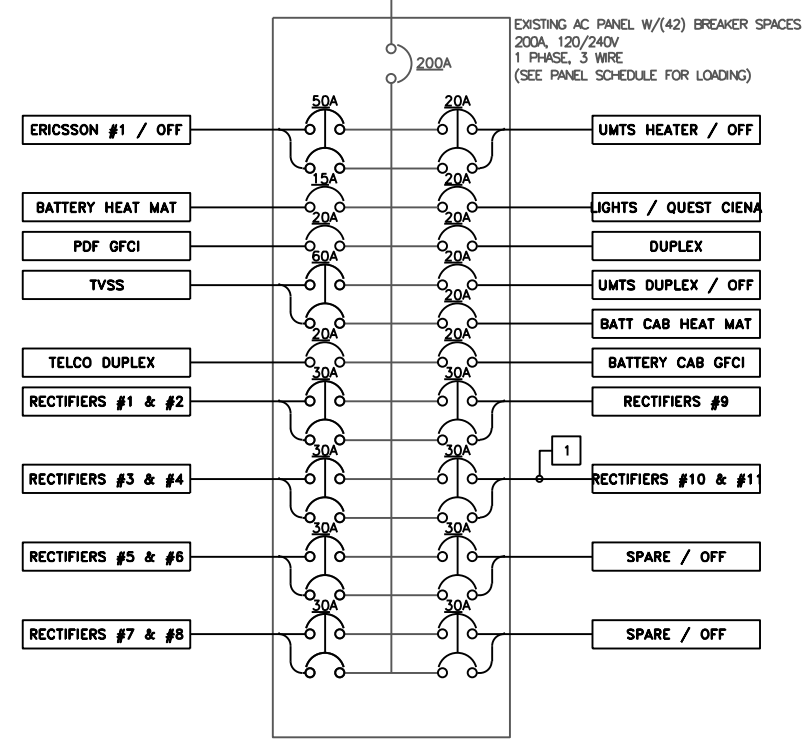 EXISTING AC PANEL W/(42) BREAKER SPACES
200A, 120/240V
1 PHASE, 3 WIRE
(SEE PANEL SCHEDULE FOR LOADING)
200A
50A 20A
ERICSSON #1 / OFF UMTS HEATER / OFF
15A 20A
BATTERY HEAT MAT LIGHTS / QUEST CIENA
20A 20A
PDF GFCI DUPLEX
60A 20A
TVSS UMTS DUPLEX / OFF
20A
BATT CAB HEAT MAT
20A 20A
TELCO DUPLEX BATTERY CAB GFCI
30A 30A
RECTIFIERS #1 & #2 RECTIFIERS #9
1
30A 30A
RECTIFIERS #3 & #4 RECTIFIERS #10 & #11
30A 30A
RECTIFIERS #5 & #6 SPARE / OFF
30A 30A
RECTIFIERS #7 & #8 SPARE / OFF